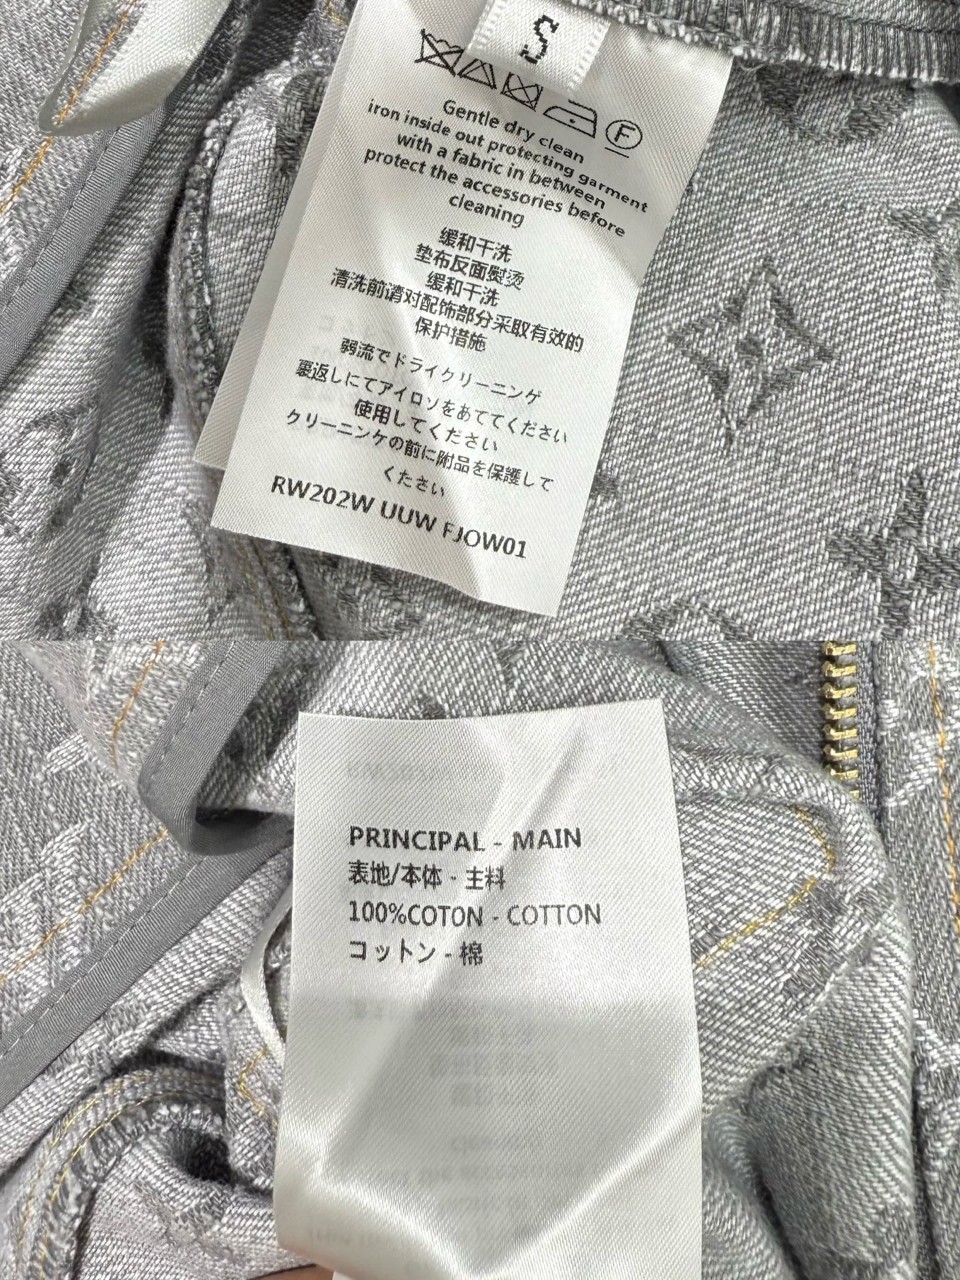 S
F
Gentle dry clean
iron inside out protecting garment
with a fabric in between
protect the accessories before
cleaning
缓和干洗
垫布反面熨烫
缓和干洗
清洗前请对配饰部分采取有效的
保护措施
弱流でドライクリーニンゲ
裏返しにてアイロソをあててください
使用してください
クリーニンケの前に附品を保護して
くたさい
RW202W UUW FJOW01
PRINCIPAL - MAIN
表地/本体 - 主料
100%COTON - COTTON
コットン - 棉